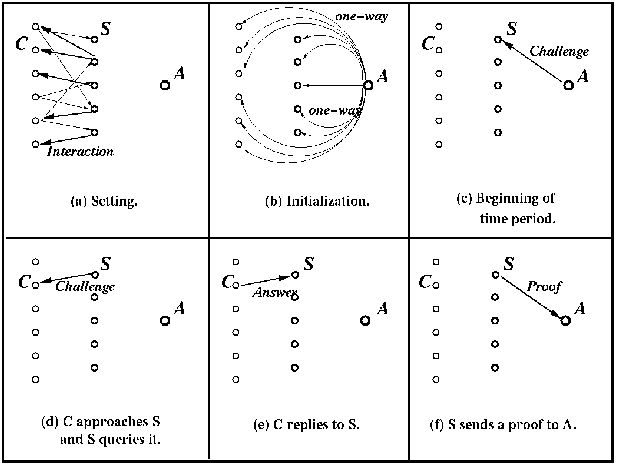 S
C
A
Interaction
(a) Setting.
one-way
A
one-way
(b) Initialization.
C
S
Challenge
A
(c) Beginning of
time period.
S
C
Challenge
A
(d) C approaches S
and S queries it.
S
C
Answer
A
(e) C replies to S.
S
C
Proof
A
(f) S sends a proof to A.